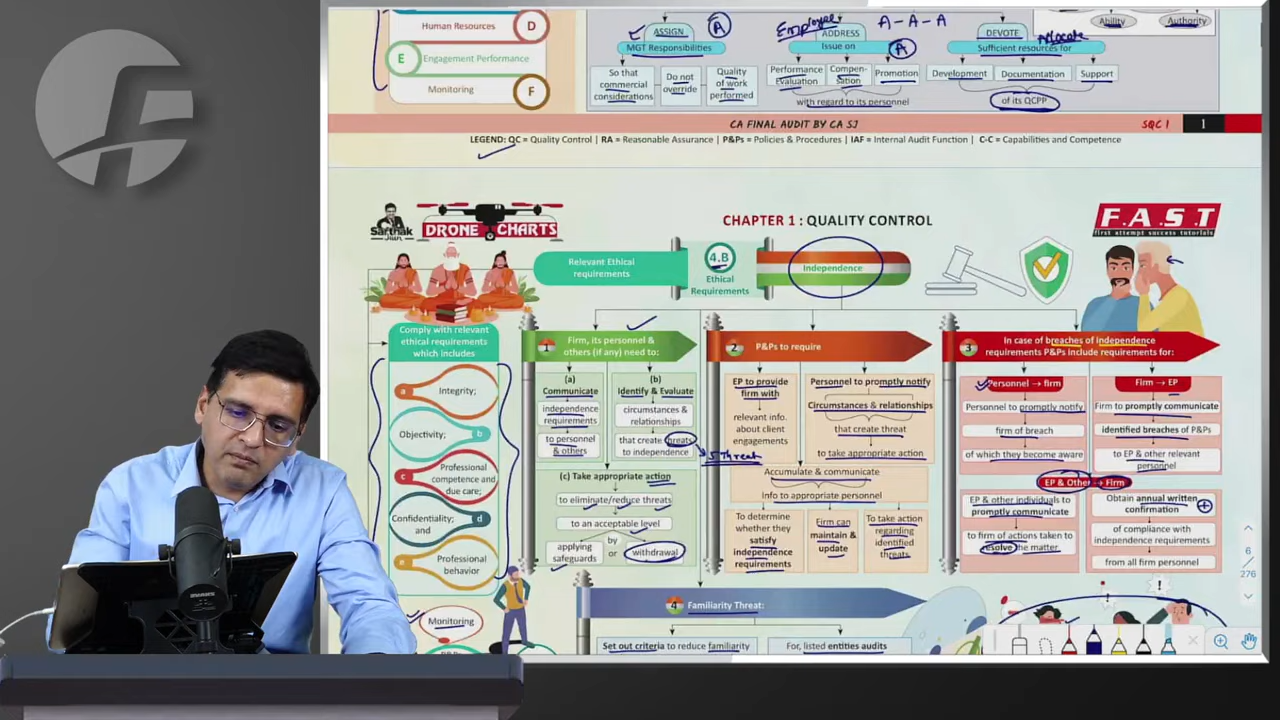 Human Resources D
E Engagement Performance
Monitoring F
A
ASSIGN
MGT Responsibilities
So that
commercial
considerations
Do not
override
Quality
of work
performed
Employee
ADDRESS
Issue on
A
A-A-A
Performance
Evaluation
Compen-
sation
Promotion
with regard to its personnel
DEVOTE
Allocate
Sufficient resources for
Development
Documentation
Support
of its QCPP
Ability
Authority
CA FINAL AUDIT BY CA SJ
SQC 1 1
LEGEND: QC = Quality Control | RA = Reasonable Assurance | P&Ps = Policies & Procedures | IAF = Internal Audit Function | C-C = Capabilities and Competence
Sarthak
Jain
DRONE CHARTS
CHAPTER 1 : QUALITY CONTROL
F.A.S.T
first attempt success tutorials
Relevant Ethical
requirements
4.B
Ethical
Requirements
Independence
Comply with relevant
ethical requirements
which includes
a Integrity;
Objectivity; b
c Professional
competence and
due care;
Confidentiality; d
and
e Professional
behavior
Monitoring
1 Firm, its personnel &
others (if any) need to:
(a)
Communicate
independence
requirements
to personnel
& others
(b)
Identify & Evaluate
circumstances &
relationships
that create threats
to independence
5 Threat
(c) Take appropriate action
to eliminate/reduce threats
to an acceptable level
applying
safeguards
by
or
withdrawal
2 P&Ps to require
EP to provide
firm with
relevant info.
about client
engagements
Personnel to promptly notify
Circumstances & relationships
that create threat
to take appropriate action
Accumulate & communicate
Info to appropriate personnel
To determine
whether they
satisfy
independence
requirements
Firm can
maintain &
update
To take action
regarding
identified
threats
3 In case of breaches of independence
requirements P&Ps include requirements for:
Personnel → firm
Personnel to promptly notify
firm of breach
of which they become aware
Firm → EP
Firm to promptly communicate
identified breaches of P&Ps
to EP & other relevant
personnel
EP & Other → Firm
EP & other individuals to
promptly communicate
to firm of actions taken to
resolve the matter
Obtain annual written
confirmation
of compliance with
independence requirements
from all firm personnel
4 Familiarity Threat:
Set out criteria to reduce familiarity
For, listed entities audits
6
276